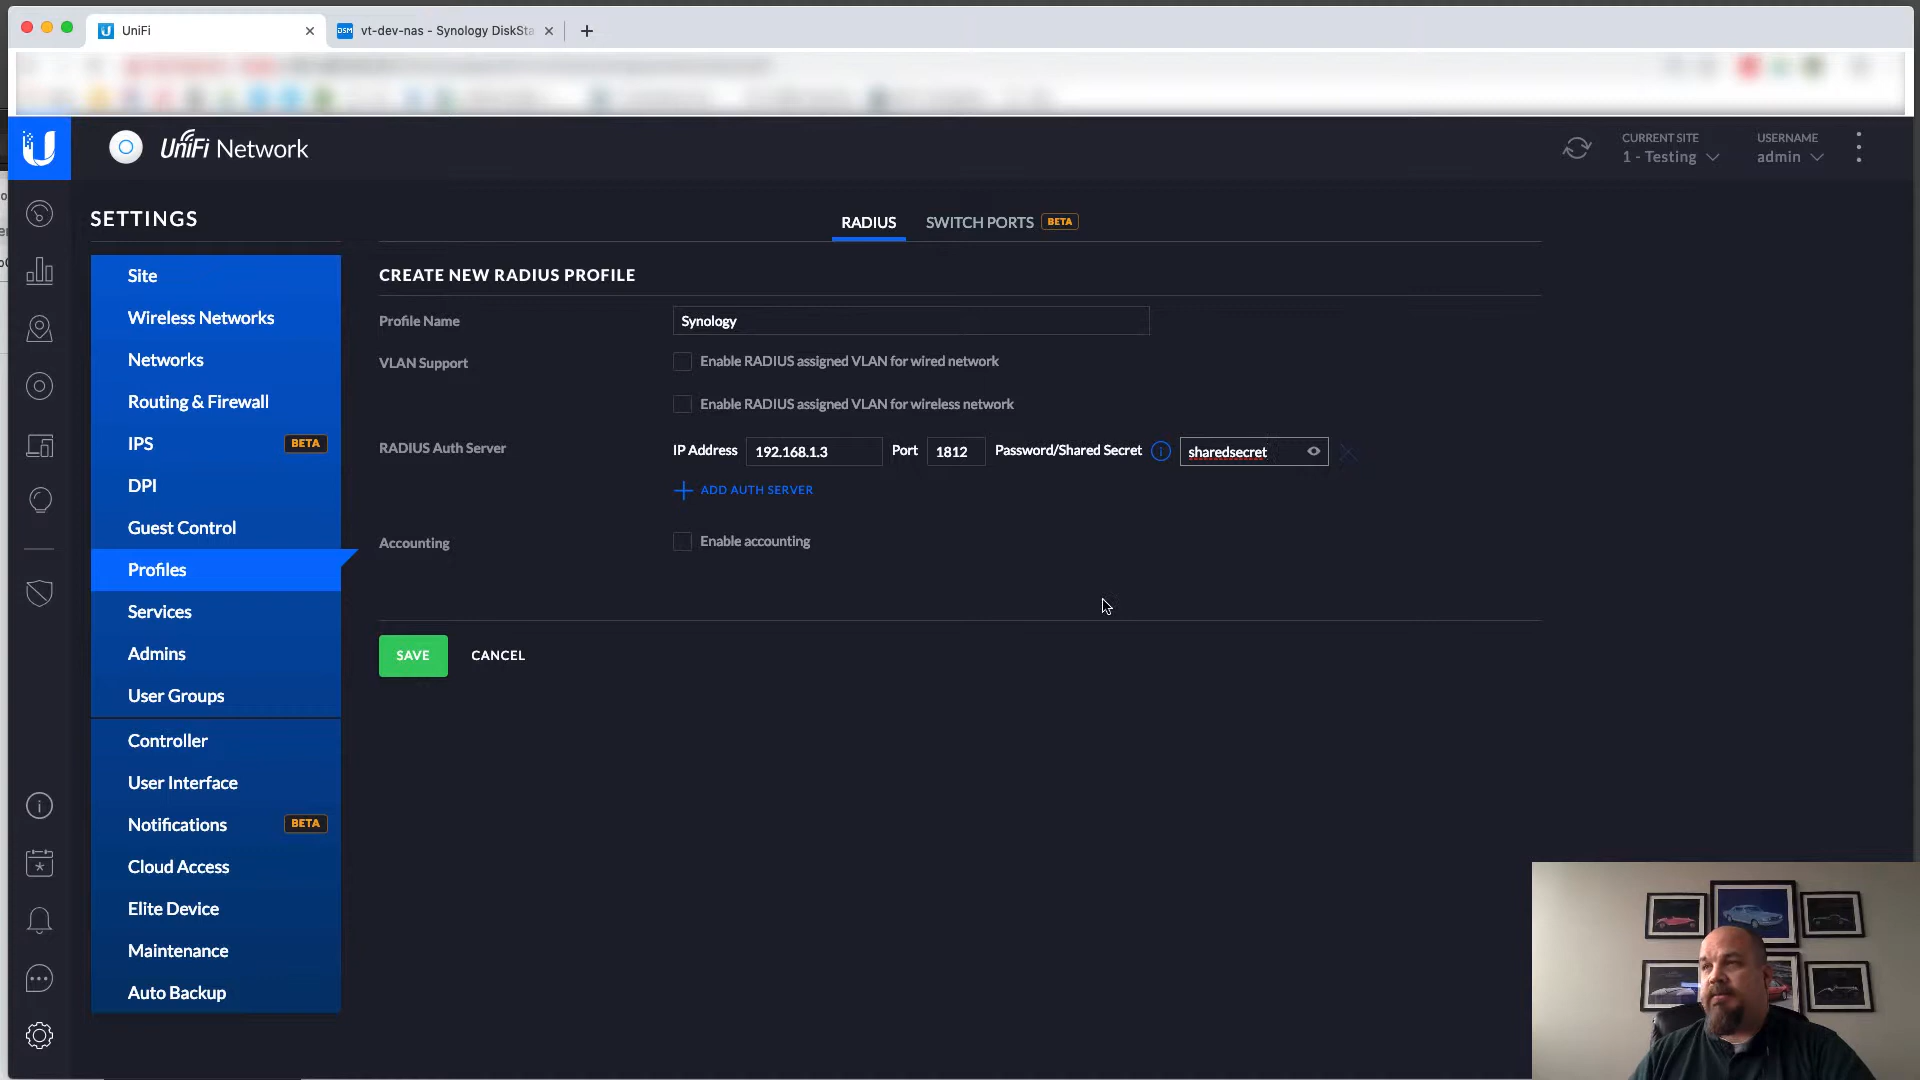 UniFi
DSM vt-dev-nas - Synology DiskSta
UniFi Network
CURRENT SITE
1 - Testing
USERNAME
admin
SETTINGS
RADIUS
SWITCH PORTS BETA
Site
Wireless Networks
Networks
Routing & Firewall
IPS BETA
DPI
Guest Control
Profiles
Services
Admins
User Groups
Controller
User Interface
Notifications BETA
Cloud Access
Elite Device
Maintenance
Auto Backup
CREATE NEW RADIUS PROFILE
Profile Name Synology
VLAN Support Enable RADIUS assigned VLAN for wired network
Enable RADIUS assigned VLAN for wireless network
RADIUS Auth Server IP Address 192.168.1.3 Port 1812 Password/Shared Secret sharedsecret
ADD AUTH SERVER
Accounting Enable accounting
SAVE CANCEL